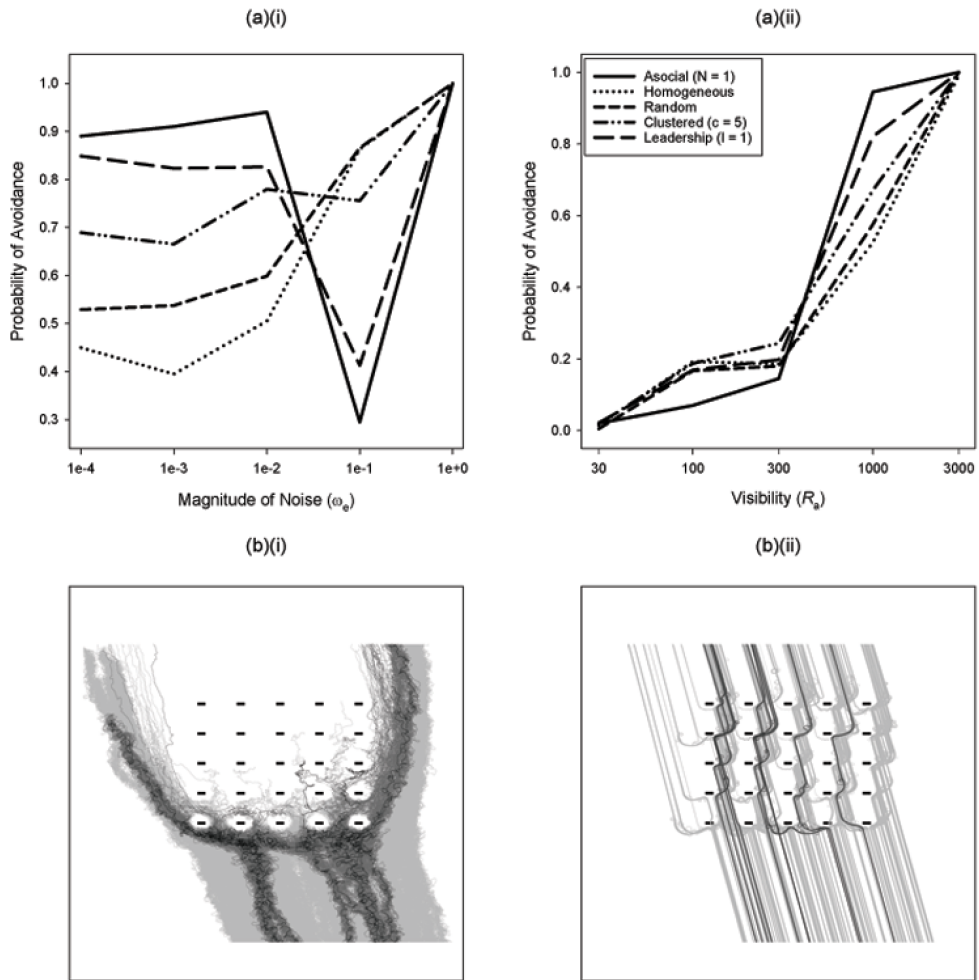 (a)(i)
(a)(ii)
Probability of Avoidance
1.0
0.9
0.8
0.7
0.6
0.5
0.4
0.3
1e-4
1e-3
1e-2
1e-1
1e+0
Magnitude of Noise (ωe)
Probability of Avoidance
1.0
0.8
0.6
0.4
0.2
0.0
Asocial (N = 1)
Homogeneous
Random
Clustered (c = 5)
Leadership (l = 1)
30
100
300
1000
3000
Visibility (Ra)
(b)(i)
(b)(ii)